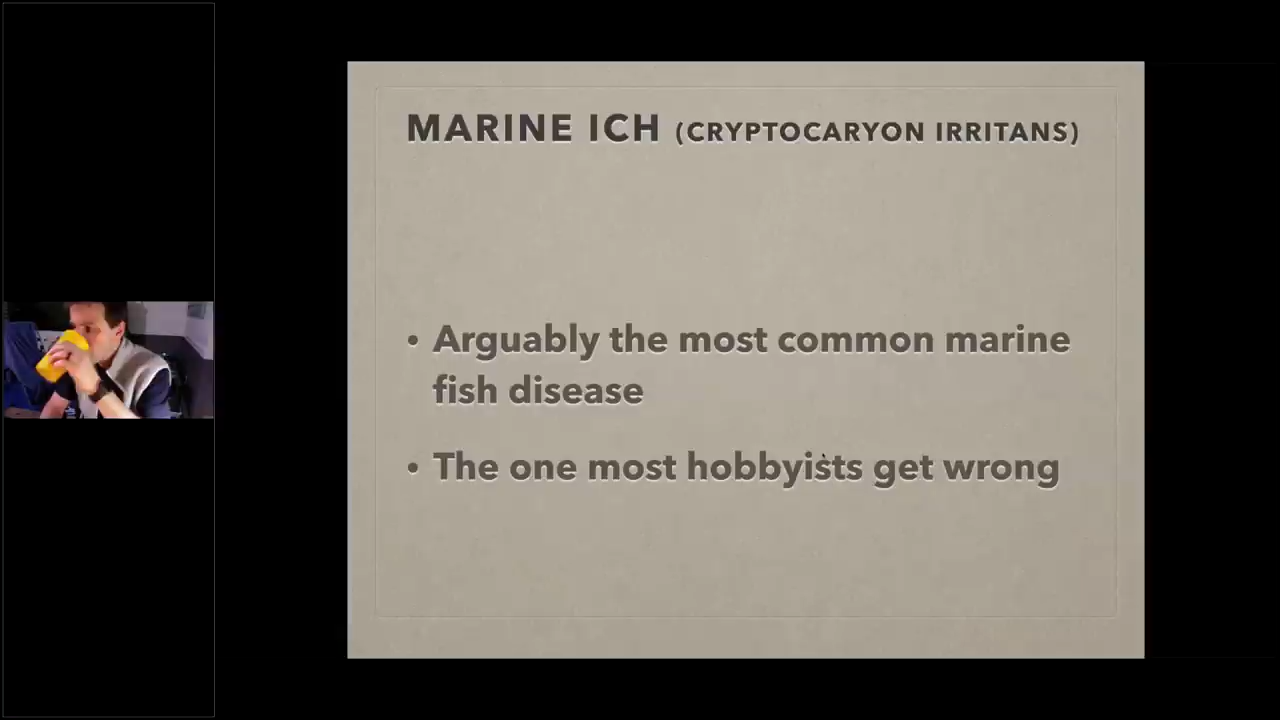 MARINE ICH (CRYPTOCARYON IRRITANS)
• Arguably the most common marine
fish disease
• The one most hobbyists get wrong